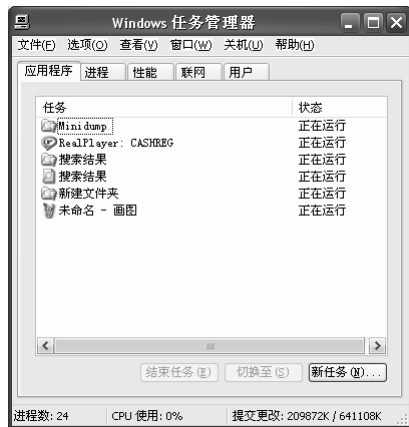 Windows 任务管理器
文件(F) 选项(O) 查看(V) 窗口(W) 关机(U) 帮助(H)
应用程序 进程 性能 联网 用户
任务 状态
Minidump 正在运行
RealPlayer: CASHREG 正在运行
搜索结果 正在运行
搜索结果 正在运行
新建文件夹 正在运行
未命名 - 画图 正在运行
结束任务(E) 切换至(S) 新任务(N)...
进程数: 24 CPU 使用: 0% 提交更改: 209872K / 641108K